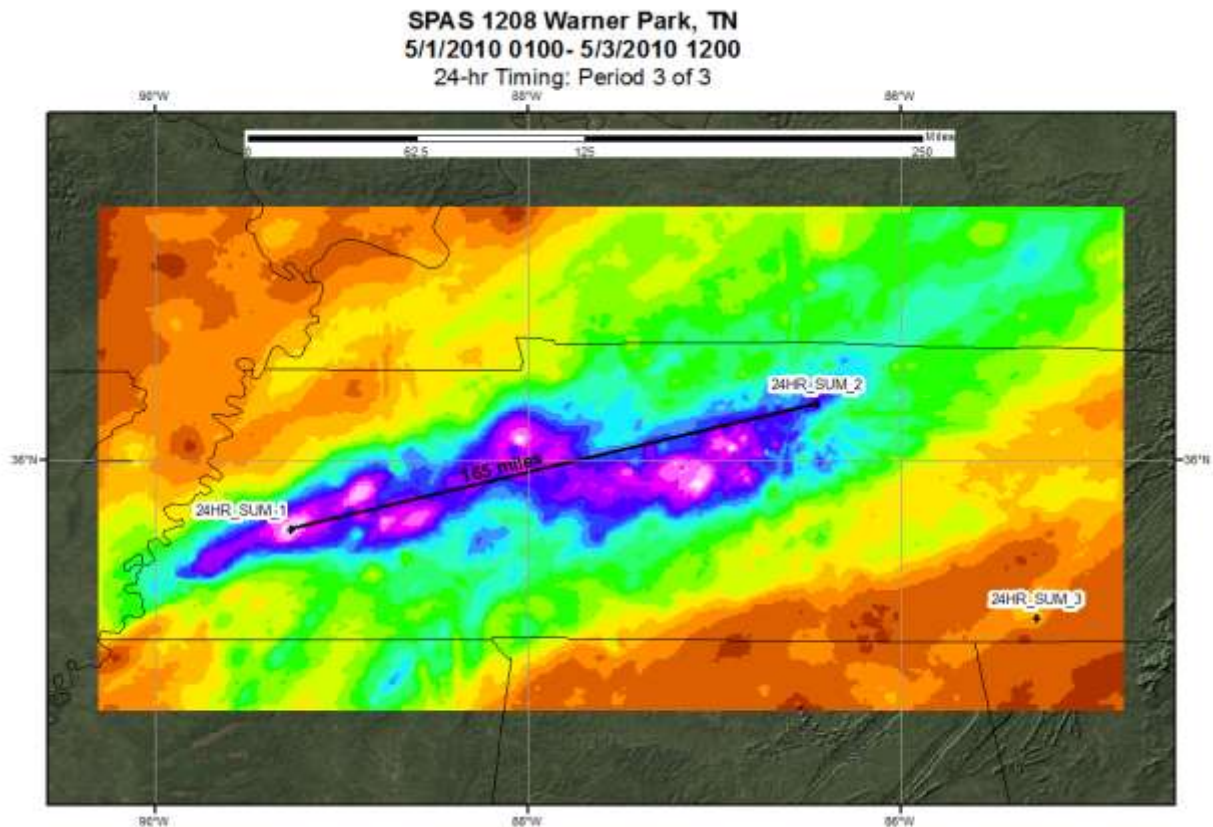 SPAS 1208 Warner Park, TN
5/1/2010 0100- 5/3/2010 1200
24-hr Timing: Period 3 of 3
90°W 88°W 86°W
Miles
0 62.5 125 250
24HR_SUM_2
36°N 36°N
165 miles
24HR_SUM_1
24HR_SUM_3
90°W 88°W 86°W